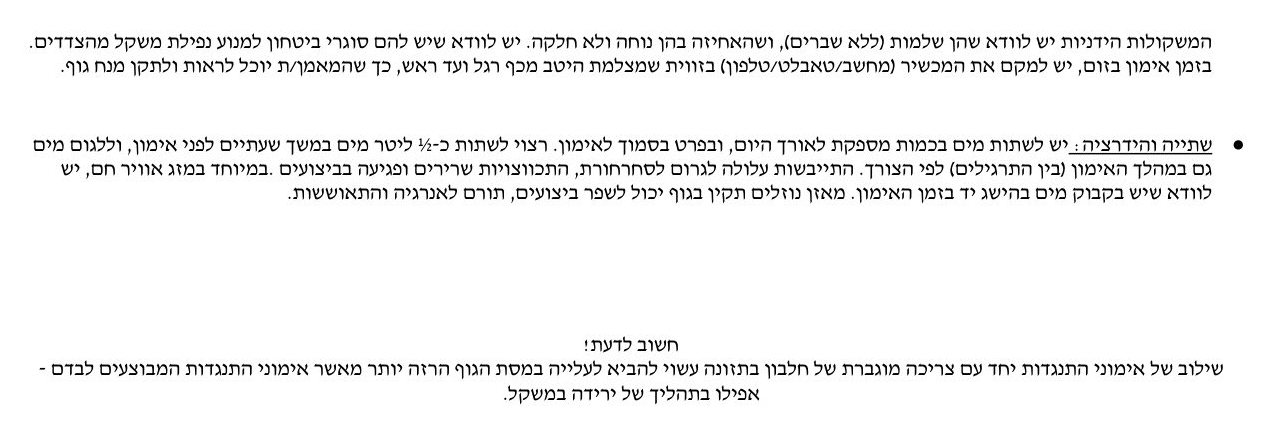 המשקולות הידניות יש לוודא שהן שלמות (ללא שברים), ושהאחיזה בהן נוחה ולא חלקה. יש לוודא שיש להם סוגרי ביטחון למנוע נפילת משקל מהצדדים.
בזמן אימון בזום, יש למקם את המכשיר (מחשב/טאבלט/טלפון) בזווית שמצלמת היטב מכף רגל ועד ראש, כך שהמאמן/ת יוכל לראות ולתקן מנח גוף.
● שתייה והידרציה: יש לשתות מים בכמות מספקת לאורך היום, ובפרט בסמוך לאימון. רצוי לשתות כ-½ ליטר מים במשך שעתיים לפני אימון, וללגום מים
גם במהלך האימון (בין התרגילים) לפי הצורך. התייבשות עלולה לגרום לסחרחורת, התכווצויות שרירים ופגיעה בביצועים .במיוחד במזג אוויר חם, יש
לוודא שיש בקבוק מים בהישג יד בזמן האימון. מאזן נוזלים תקין בגוף יכול לשפר ביצועים, תורם לאנרגיה והתאוששות.
חשוב לדעת!
שילוב של אימוני התנגדות יחד עם צריכה מוגברת של חלבון בתזונה עשוי להביא לעלייה במסת הגוף הרזה יותר מאשר אימוני התנגדות המבוצעים לבדם -
אפילו בתהליך של ירידה במשקל.